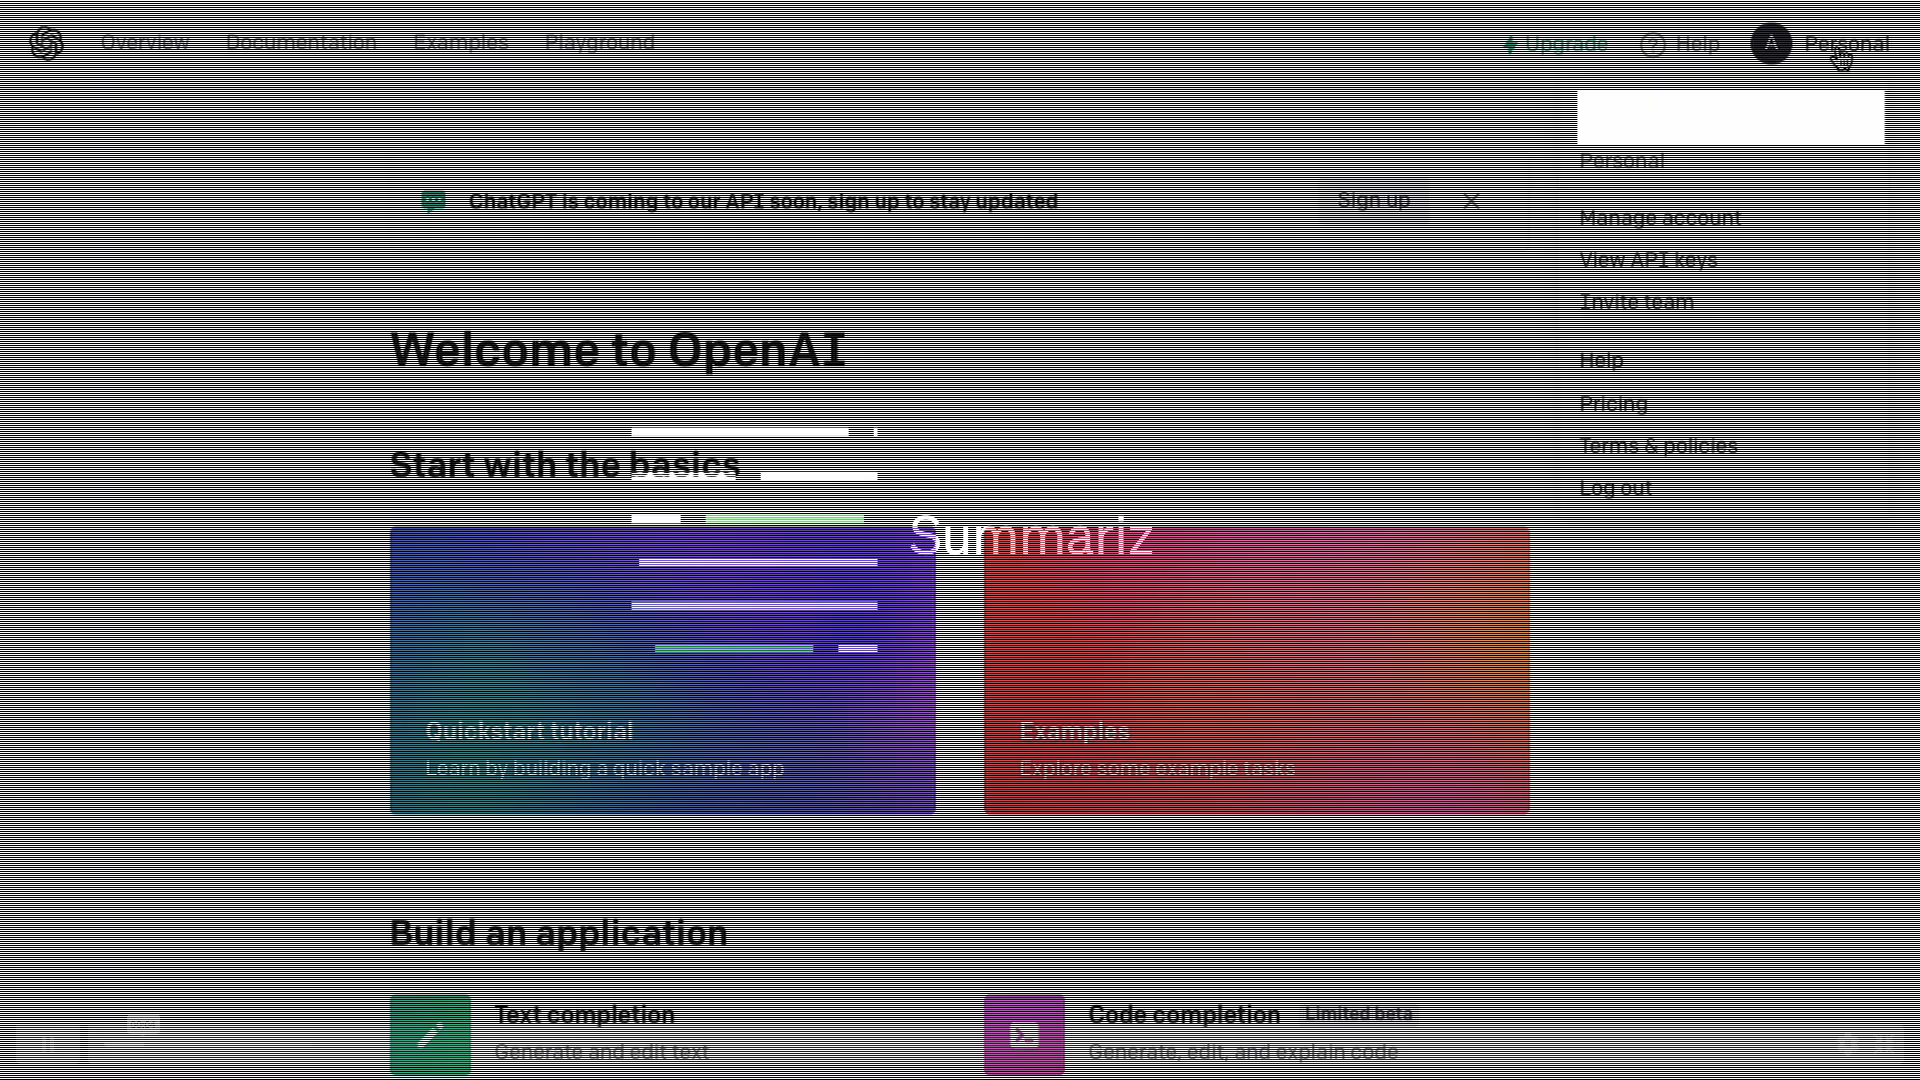 Overview Documentation Examples Playground Upgrade Help A Personal
Personal
ChatGPT is coming to our API soon, sign up to stay updated Sign up
Manage account
View API keys
Invite team
Welcome to OpenAI
Help
Pricing
Terms & policies
Start with the basics
Log out
Summariz
Quickstart tutorial
Learn by building a quick sample app
Examples
Explore some example tasks
Build an application
Text completion
Generate and edit text
Code completion Limited beta
Generate, edit, and explain code